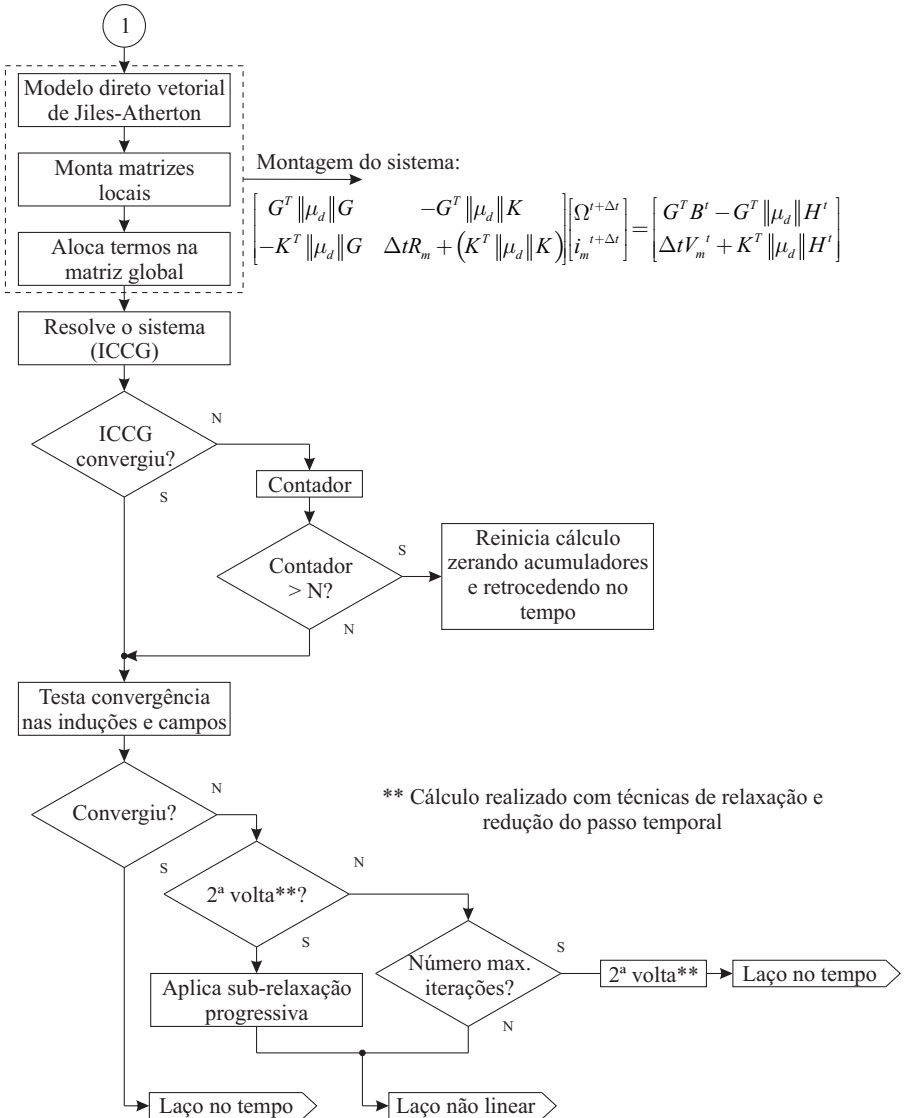 1
Modelo direto vetorial
de Jiles-Atherton
Monta matrizes
locais
Aloca termos na
matriz global
Montagem do sistema:
[G^T ‖μ_d‖ G   −G^T ‖μ_d‖ K] [Ω^{t+Δt}] = [G^T B^t − G^T ‖μ_d‖ H^t]
[−K^T ‖μ_d‖ G   Δt R_m + (K^T ‖μ_d‖ K)] [i_m^{t+Δt}] = [Δt V_m^t + K^T ‖μ_d‖ H^t]
Resolve o sistema
(ICCG)
ICCG
convergiu?
N
S
Contador
Contador
> N?
S
N
Reinicia cálculo
zerando acumuladores
e retrocedendo no
tempo
Testa convergência
nas induções e campos
Convergiu?
N
S
** Cálculo realizado com técnicas de relaxação e
redução do passo temporal
2ª volta**?
N
S
Aplica sub-relaxação
progressiva
Número max.
iterações?
S
N
2ª volta**
Laço no tempo
Laço no tempo
Laço não linear